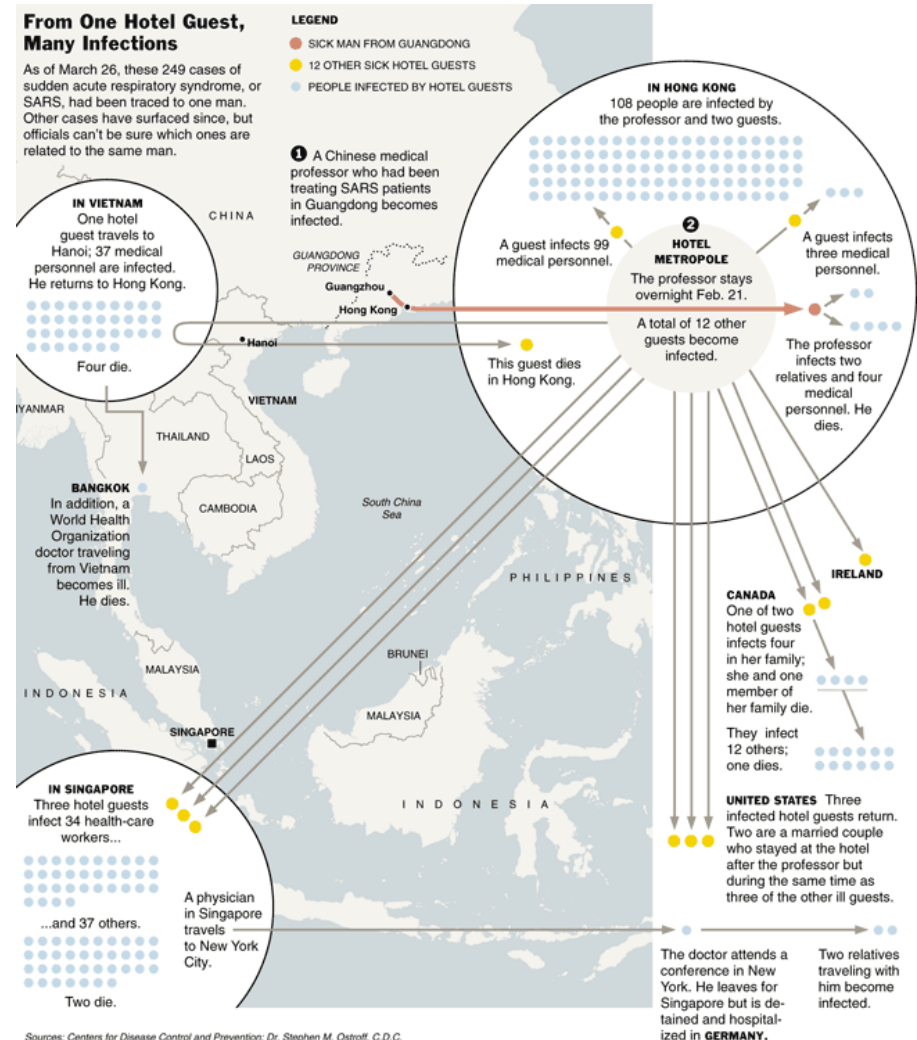 From One Hotel Guest,
Many Infections
As of March 26, these 249 cases of
sudden acute respiratory syndrome, or
SARS, had been traced to one man.
Other cases have surfaced since, but
officials can't be sure which ones are
related to the same man.
LEGEND
SICK MAN FROM GUANGDONG
12 OTHER SICK HOTEL GUESTS
PEOPLE INFECTED BY HOTEL GUESTS
1 A Chinese medical
professor who had been
treating SARS patients
in Guangdong becomes
infected.
IN HONG KONG
108 people are infected by
the professor and two guests.
A guest infects 99
medical personnel.
2
HOTEL
METROPOLE
The professor stays
overnight Feb. 21.
A total of 12 other
guests become
infected.
A guest infects
three medical
personnel.
The professor
infects two
relatives and four
medical
personnel. He
dies.
This guest dies
in Hong Kong.
IN VIETNAM
One hotel
guest travels to
Hanoi; 37 medical
personnel are infected.
He returns to Hong Kong.
Four die.
CHINA
GUANGDONG
PROVINCE
Guangzhou
Hong Kong
Hanoi
VIETNAM
YANMAR
THAILAND
LAOS
CAMBODIA
South China
Sea
BANGKOK
In addition, a
World Health
Organization
doctor traveling
from Vietnam
becomes ill.
He dies.
PHILIPPINES
BRUNEI
MALAYSIA
MALAYSIA
INDONESIA
SINGAPORE
INDONESIA
IRELAND
CANADA
One of two
hotel guests
infects four
in her family;
she and one
member of
her family die.
They infect
12 others;
one dies.
UNITED STATES Three
infected hotel guests return.
Two are a married couple
who stayed at the hotel
after the professor but
during the same time as
three of the other ill guests.
IN SINGAPORE
Three hotel guests
infect 34 health-care
workers...
...and 37 others.
Two die.
A physician
in Singapore
travels
to New York
City.
The doctor attends a
conference in New
York. He leaves for
Singapore but is de-
tained and hospital-
ized in GERMANY.
Two relatives
traveling with
him become
infected.
Sources: Centers for Disease Control and Prevention; Dr. Stephen M. Ostroff, C.D.C.